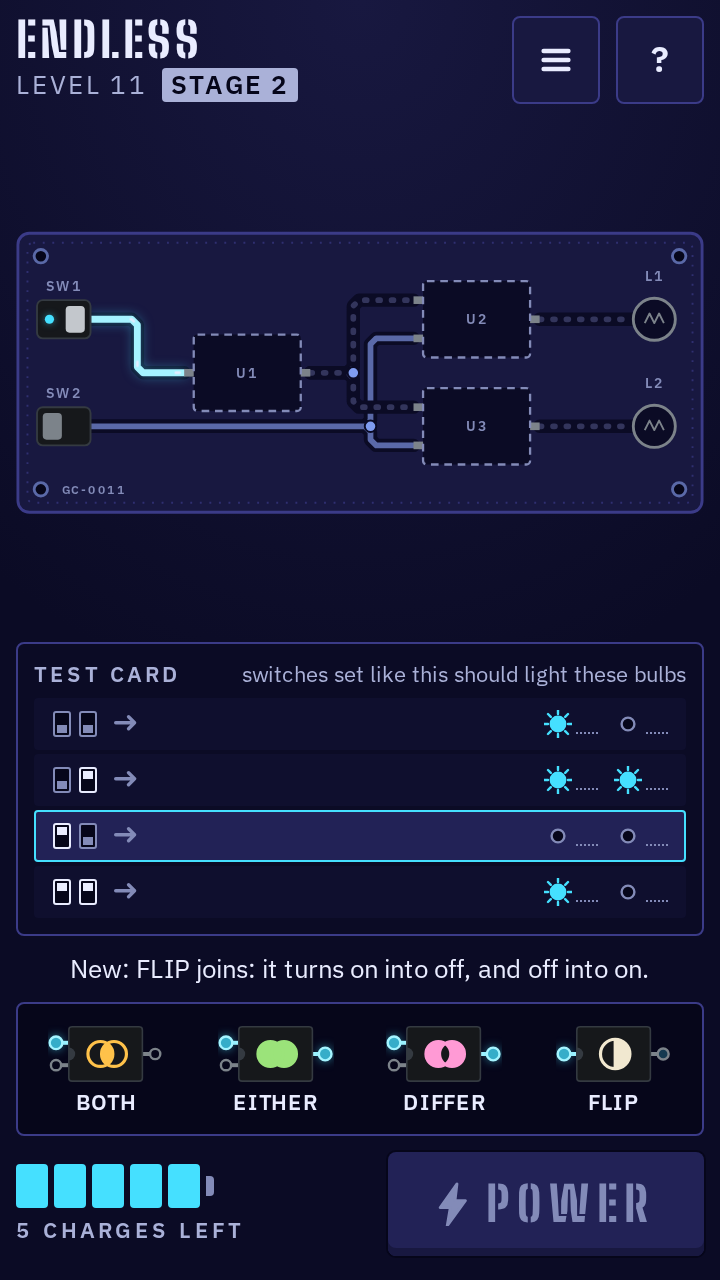 ENDLESS
LEVEL 11 STAGE 2
?
SW1
L1
U2
U1
SW2
L2
U3
GC-0011
TEST CARD switches set like this should light these bulbs
New: FLIP joins: it turns on into off, and off into on.
BOTH EITHER DIFFER FLIP
POWER
5 CHARGES LEFT